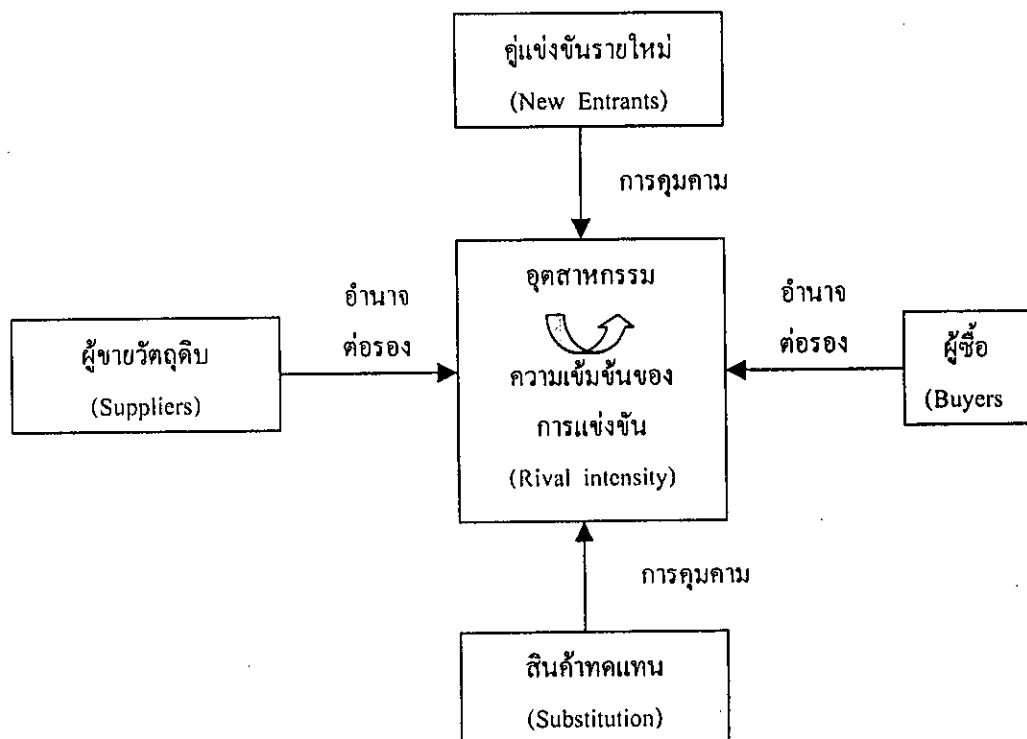 คู่แข่งขันรายใหม่
(New Entrants)
การคุมคาม
อุตสาหกรรม
ความเข้มข้นของ
การแข่งขัน
(Rival intensity)
อำนาจ
ต่อรอง
ผู้ขายวัตถุดิบ
(Suppliers)
อำนาจ
ต่อรอง
ผู้ซื้อ
(Buyers
การคุมคาม
สินค้าทดแทน
(Substitution)